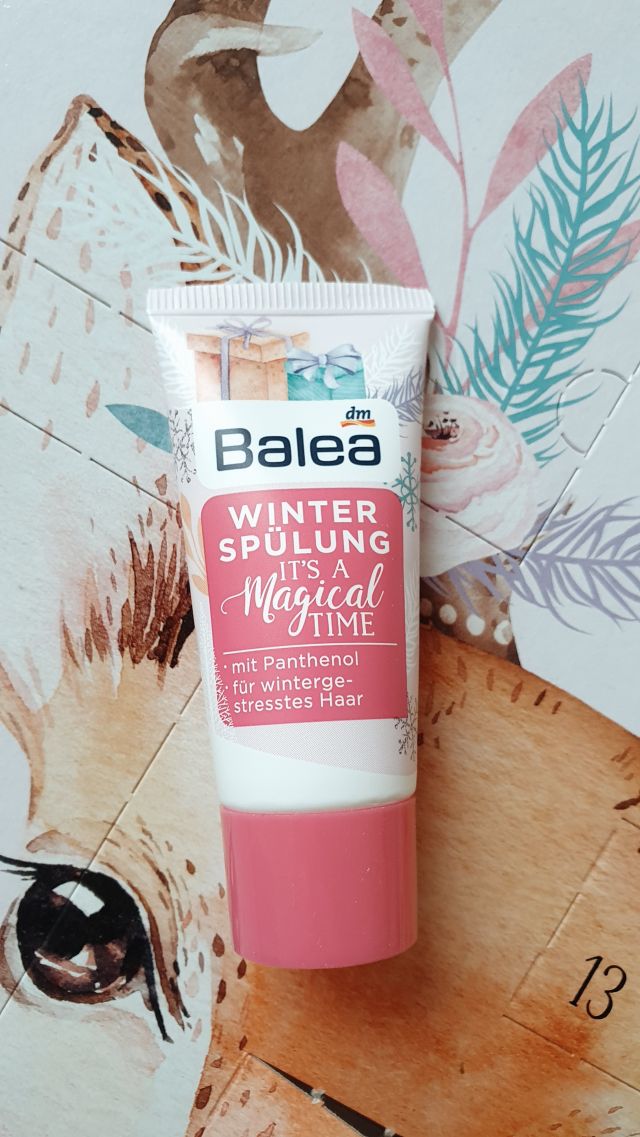 dm
Balea
WINTER
SPÜLUNG
IT'S A
Magical
TIME
· mit Panthenol
· für winterge-
stresstes Haar
13